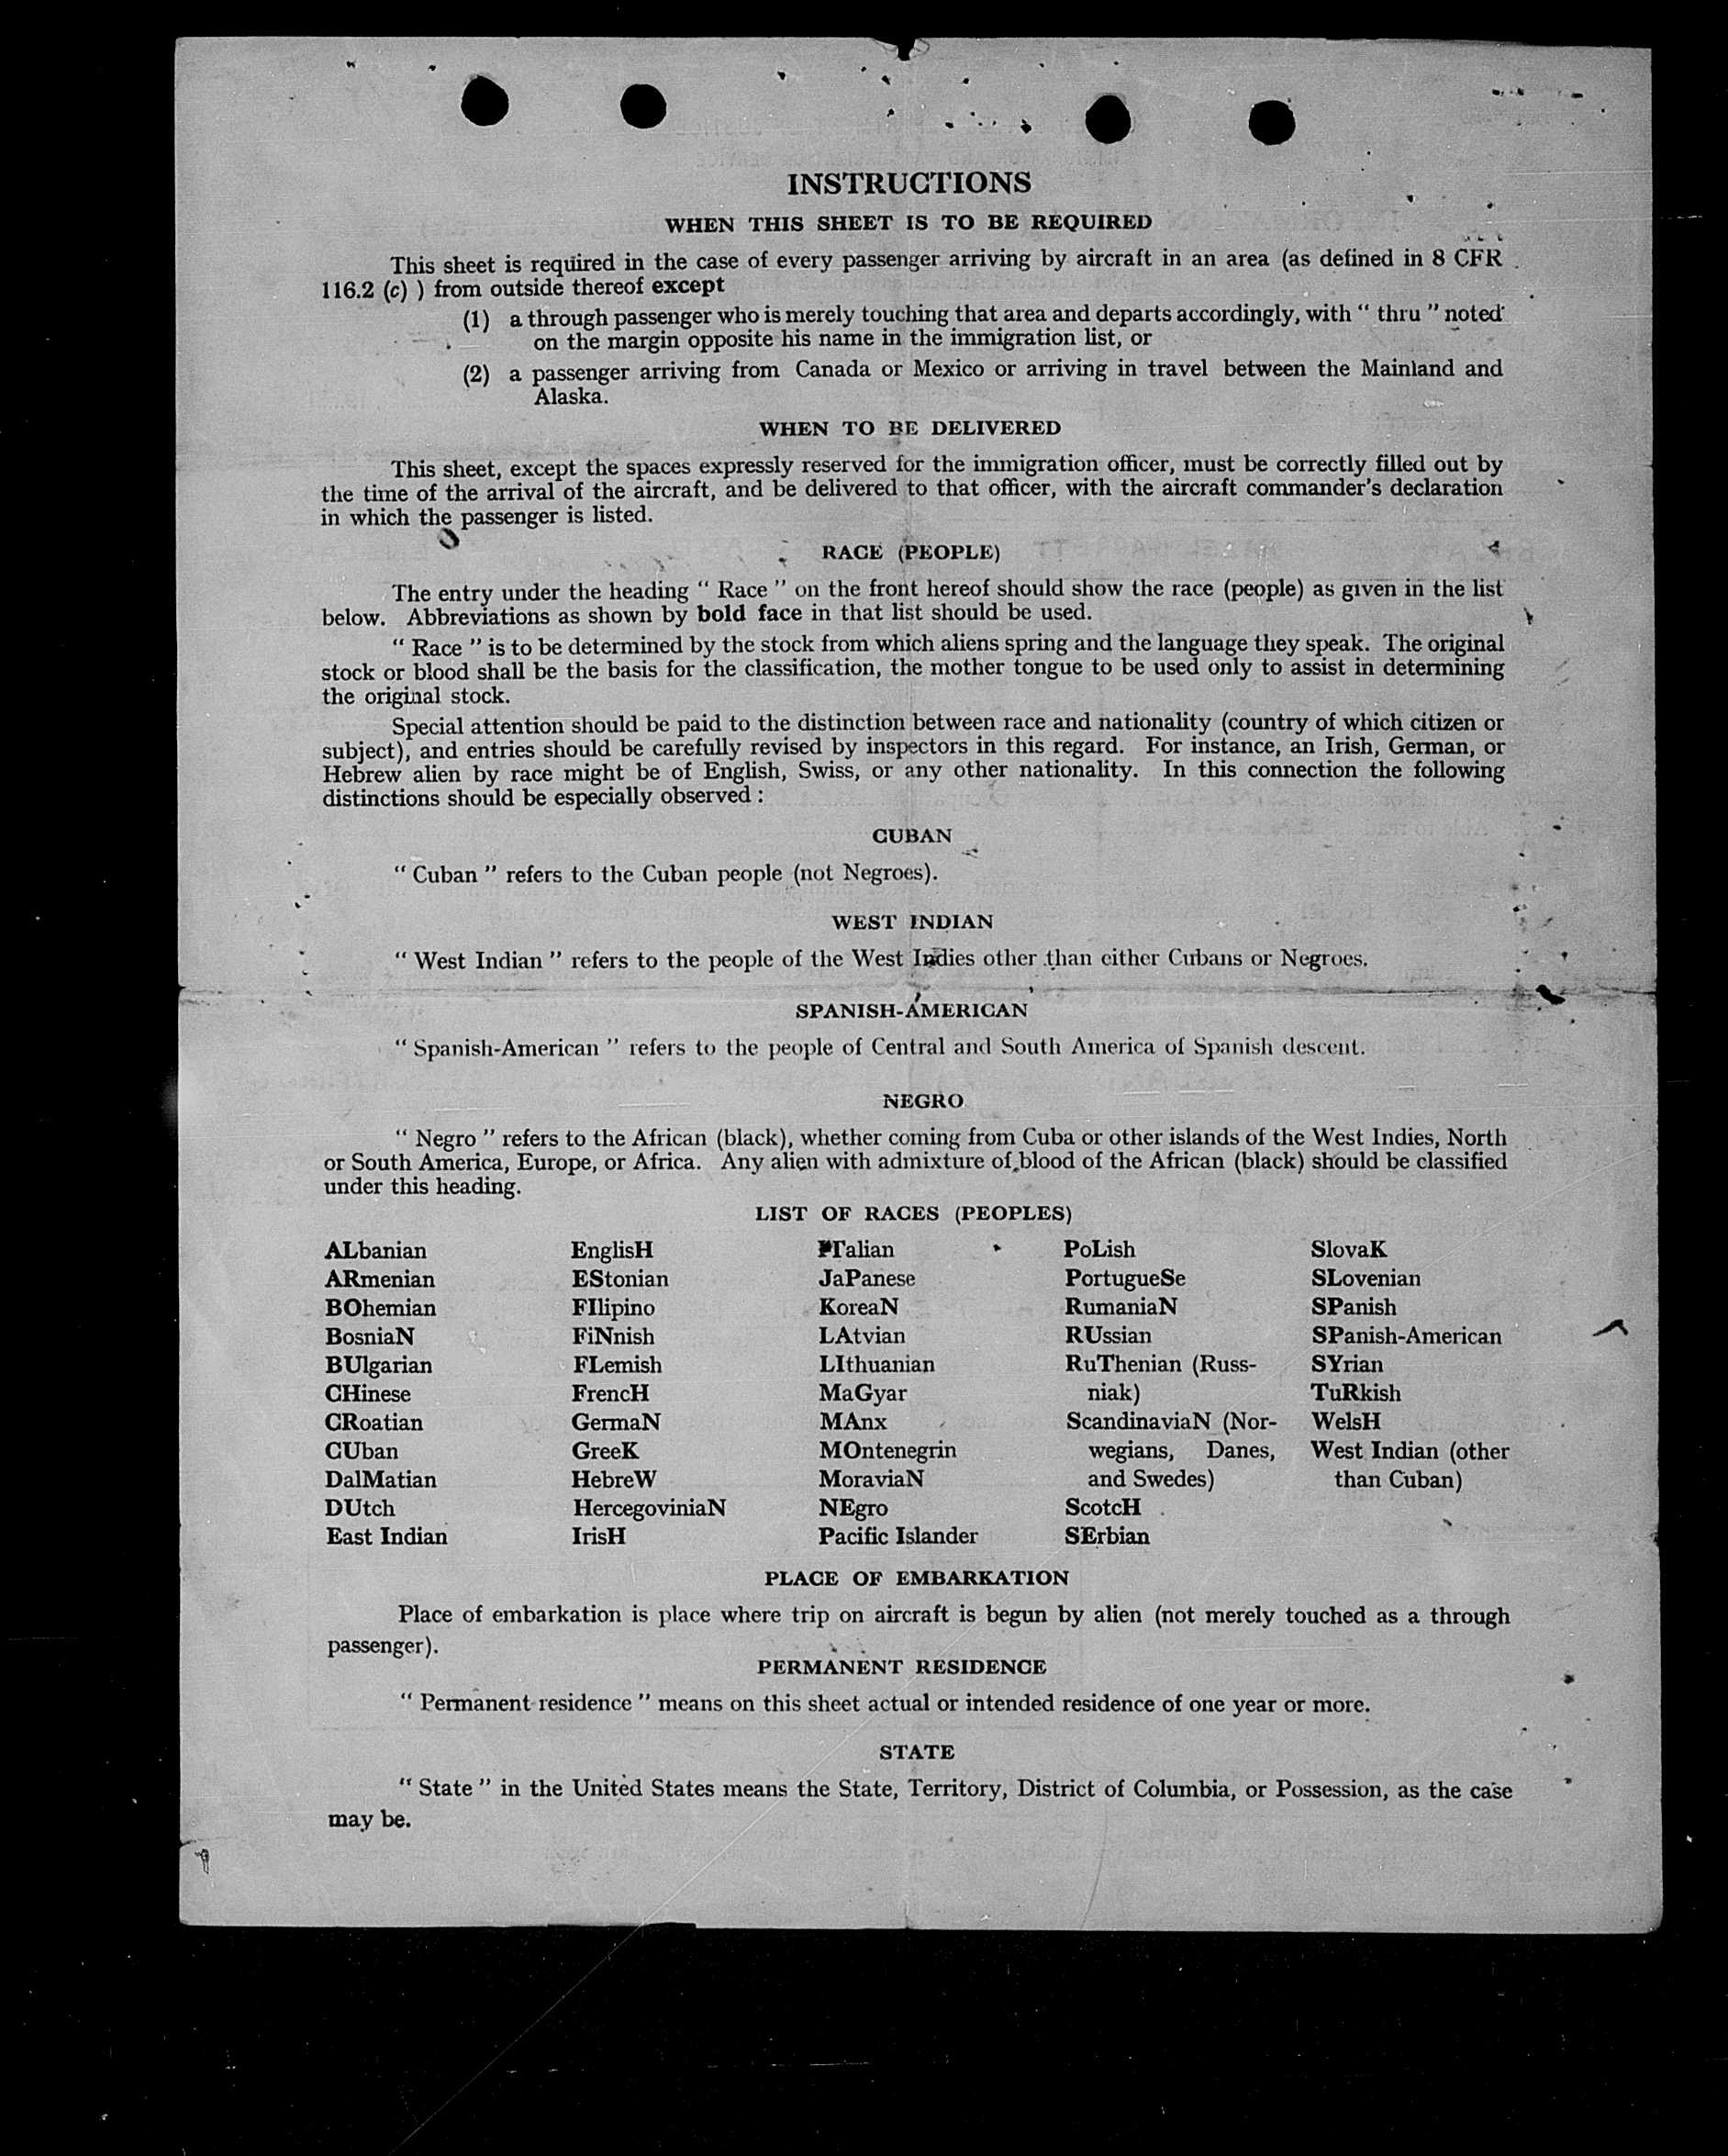 INSTRUCTIONS
WHEN THIS SHEET IS TO BE REQUIRED
This sheet is required in the case of every passenger arriving by aircraft in an area (as defined in 8 CFR
116.2 (c) ) from outside thereof except
(1) a through passenger who is merely touching that area and departs accordingly, with “ thru ” noted
on the margin opposite his name in the immigration list, or
(2) a passenger arriving from Canada or Mexico or arriving in travel between the Mainland and
Alaska.
WHEN TO BE DELIVERED
This sheet, except the spaces expressly reserved for the immigration officer, must be correctly filled out by
the time of the arrival of the aircraft, and be delivered to that officer, with the aircraft commander’s declaration
in which the passenger is listed.
RACE (PEOPLE)
The entry under the heading “ Race ” on the front hereof should show the race (people) as given in the list
below. Abbreviations as shown by bold face in that list should be used.
“ Race ” is to be determined by the stock from which aliens spring and the language they speak. The original
stock or blood shall be the basis for the classification, the mother tongue to be used only to assist in determining
the original stock.
Special attention should be paid to the distinction between race and nationality (country of which citizen or
subject), and entries should be carefully revised by inspectors in this regard. For instance, an Irish, German, or
Hebrew alien by race might be of English, Swiss, or any other nationality. In this connection the following
distinctions should be especially observed :
CUBAN
“ Cuban ” refers to the Cuban people (not Negroes).
WEST INDIAN
“ West Indian ” refers to the people of the West Indies other than either Cubans or Negroes.
SPANISH-AMERICAN
“ Spanish-American ” refers to the people of Central and South America of Spanish descent.
NEGRO
“ Negro ” refers to the African (black), whether coming from Cuba or other islands of the West Indies, North
or South America, Europe, or Africa. Any alien with admixture of blood of the African (black) should be classified
under this heading.
LIST OF RACES (PEOPLES)
ALbanian
ARmenian
BOhemian
BosniaN
BUlgarian
CHinese
CRoatian
CUban
DalMatian
DUtch
East Indian
EnglisH
EStonian
FIlipino
FiNnish
FLemish
FrencH
GermaN
GreeK
HebreW
HercegoviniaN
IrisH
ITalian
JaPanese
KoreaN
LAtvian
LIthuanian
MaGyar
MAnx
MOntenegrin
MoraviaN
NEgro
Pacific Islander
PoLish
PortugueSe
RumaniaN
RUssian
RuThenian (Russ-
niak)
ScandinaviaN (Nor-
wegians, Danes,
and Swedes)
ScotcH
SErbian
SlovaK
SLovenian
SPanish
SPanish-American
SYrian
TuRkish
WelsH
West Indian (other
than Cuban)
PLACE OF EMBARKATION
Place of embarkation is place where trip on aircraft is begun by alien (not merely touched as a through
passenger).
PERMANENT RESIDENCE
“ Permanent residence ” means on this sheet actual or intended residence of one year or more.
STATE
“ State ” in the United States means the State, Territory, District of Columbia, or Possession, as the case
may be.